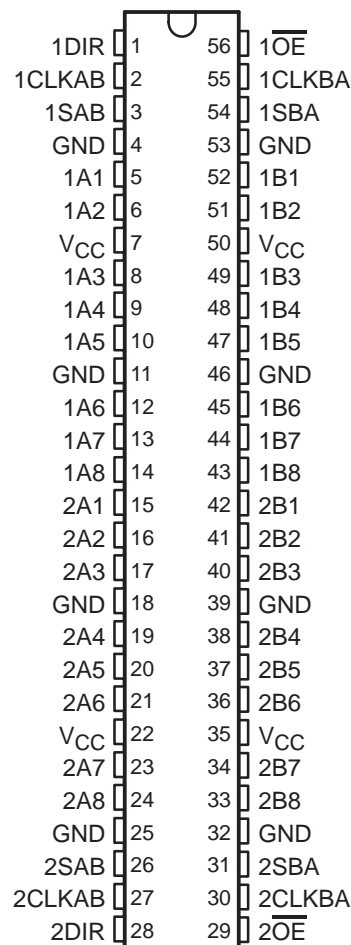 1DIR 1 56 1O̅E̅
1CLKAB 2 55 1CLKBA
1SAB 3 54 1SBA
GND 4 53 GND
1A1 5 52 1B1
1A2 6 51 1B2
VCC 7 50 VCC
1A3 8 49 1B3
1A4 9 48 1B4
1A5 10 47 1B5
GND 11 46 GND
1A6 12 45 1B6
1A7 13 44 1B7
1A8 14 43 1B8
2A1 15 42 2B1
2A2 16 41 2B2
2A3 17 40 2B3
GND 18 39 GND
2A4 19 38 2B4
2A5 20 37 2B5
2A6 21 36 2B6
VCC 22 35 VCC
2A7 23 34 2B7
2A8 24 33 2B8
GND 25 32 GND
2SAB 26 31 2SBA
2CLKAB 27 30 2CLKBA
2DIR 28 29 2O̅E̅